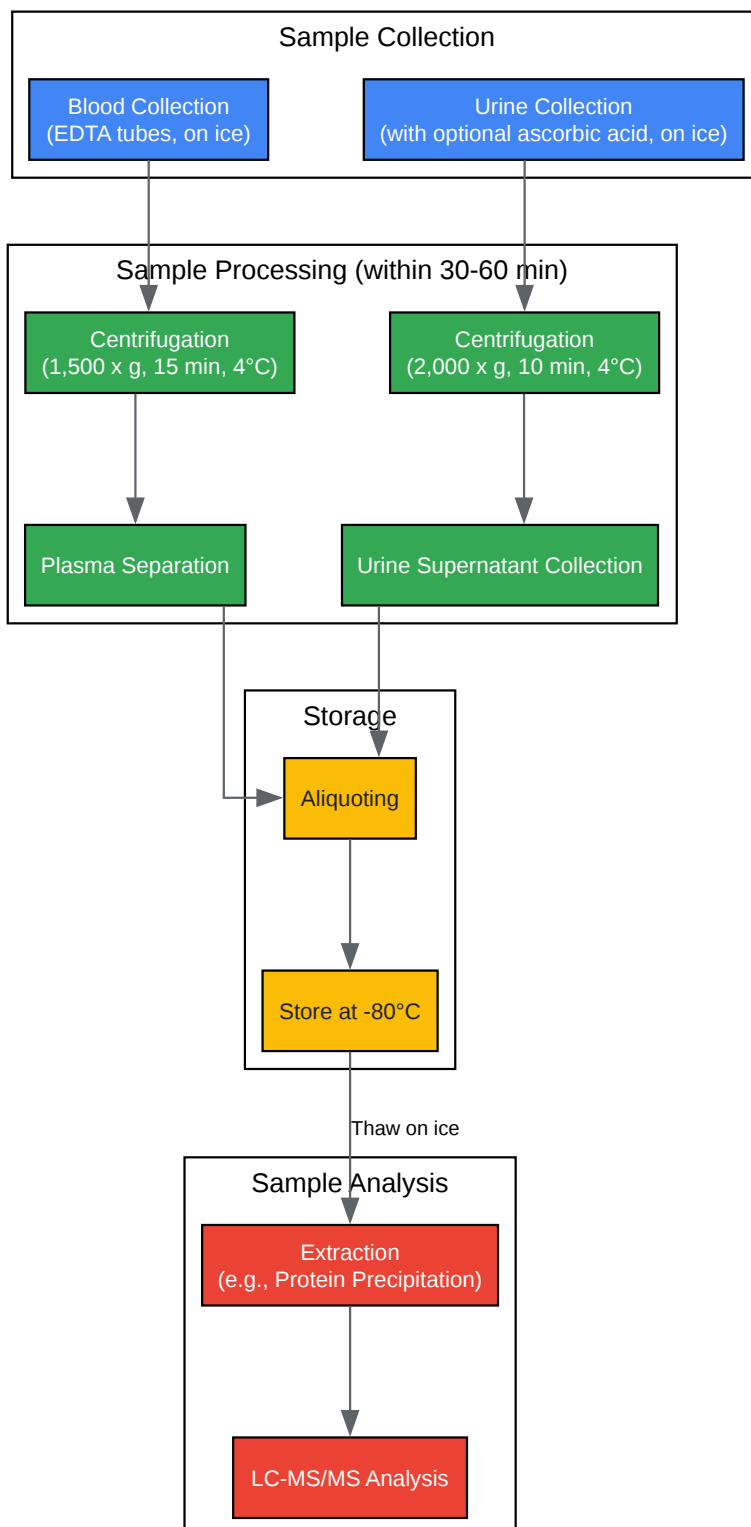 Sample Collection
Blood Collection
(EDTA tubes, on ice)
Urine Collection
(with optional ascorbic acid, on ice)
Sample Processing (within 30-60 min)
Centrifugation
(1,500 x g, 15 min, 4°C)
Centrifugation
(2,000 x g, 10 min, 4°C)
Plasma Separation
Urine Supernatant Collection
Storage
Aliquoting
Store at -80°C
Thaw on ice
Sample Analysis
Extraction
(e.g., Protein Precipitation)
LC-MS/MS Analysis